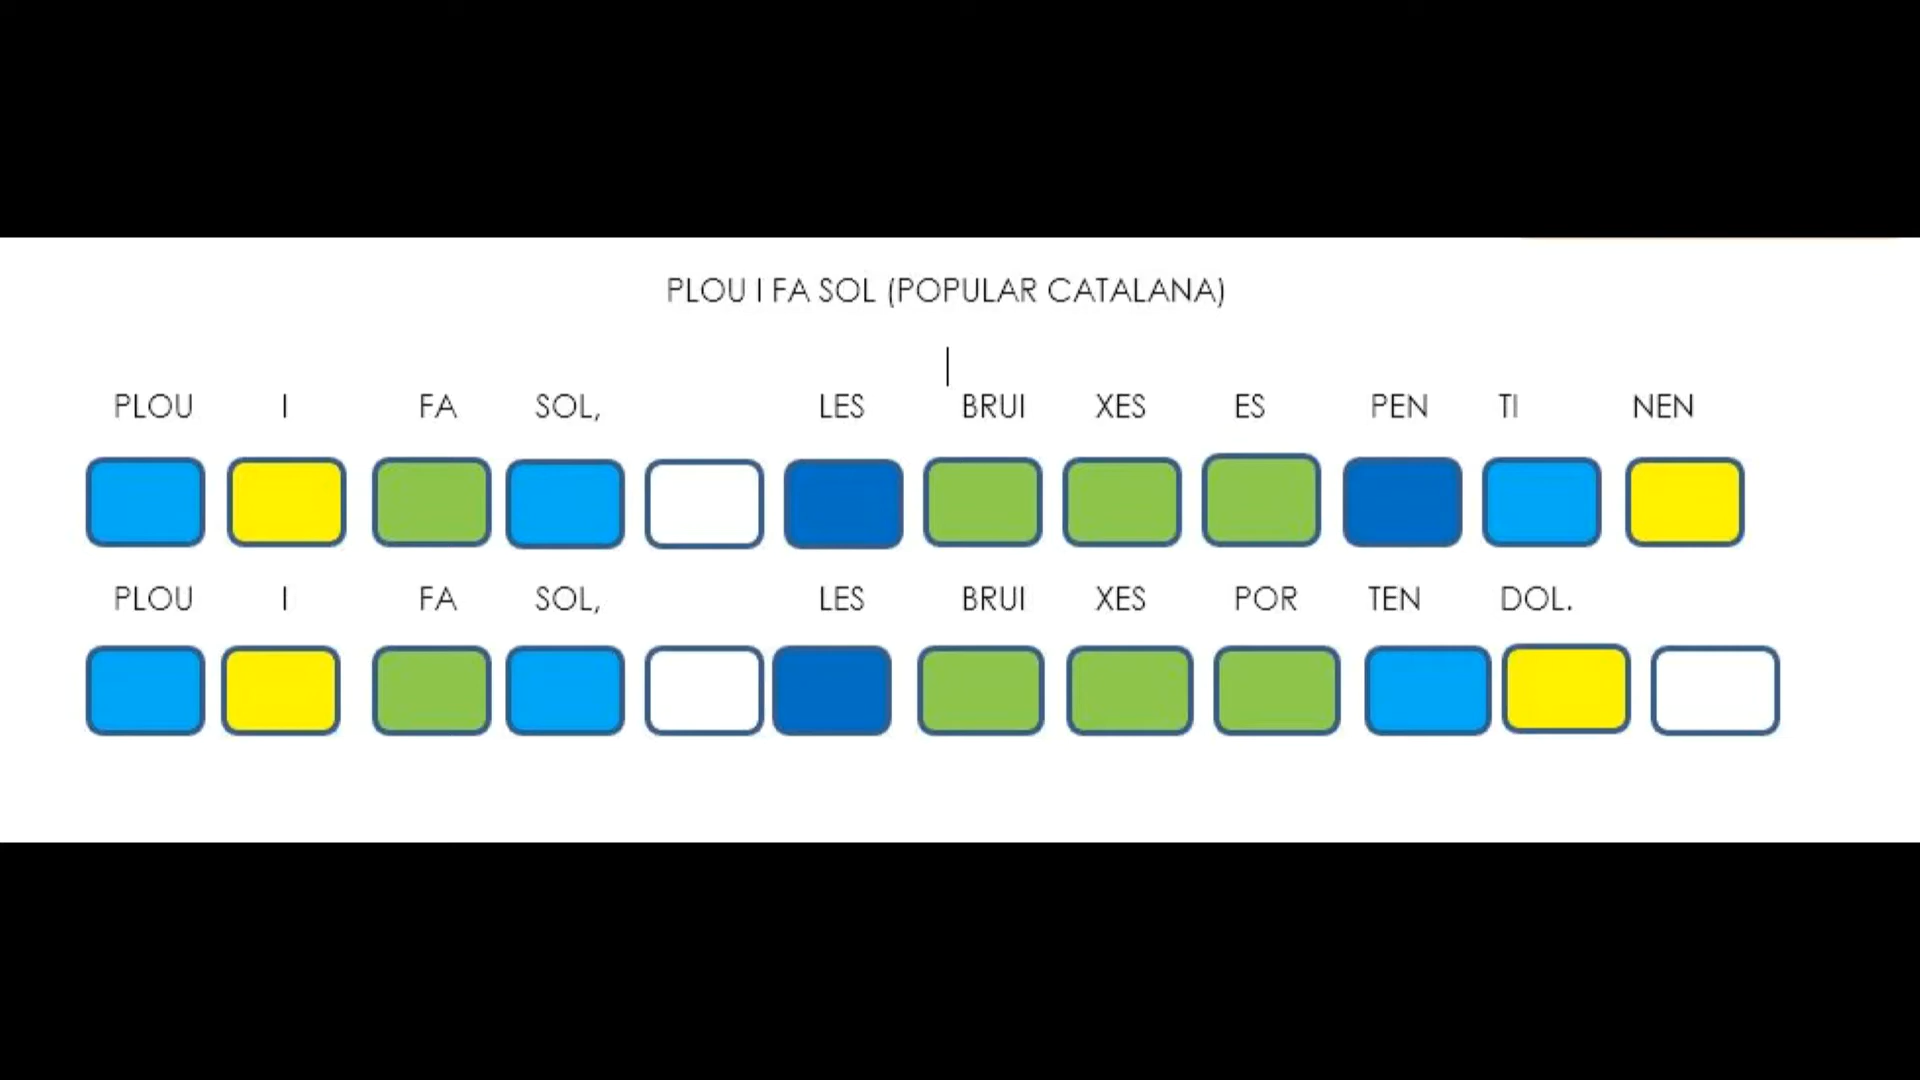 PLOU I FA SOL (POPULAR CATALANA)
PLOU I FA SOL, LES BRUI XES ES PEN TI NEN
PLOU I FA SOL, LES BRUI XES POR TEN DOL.